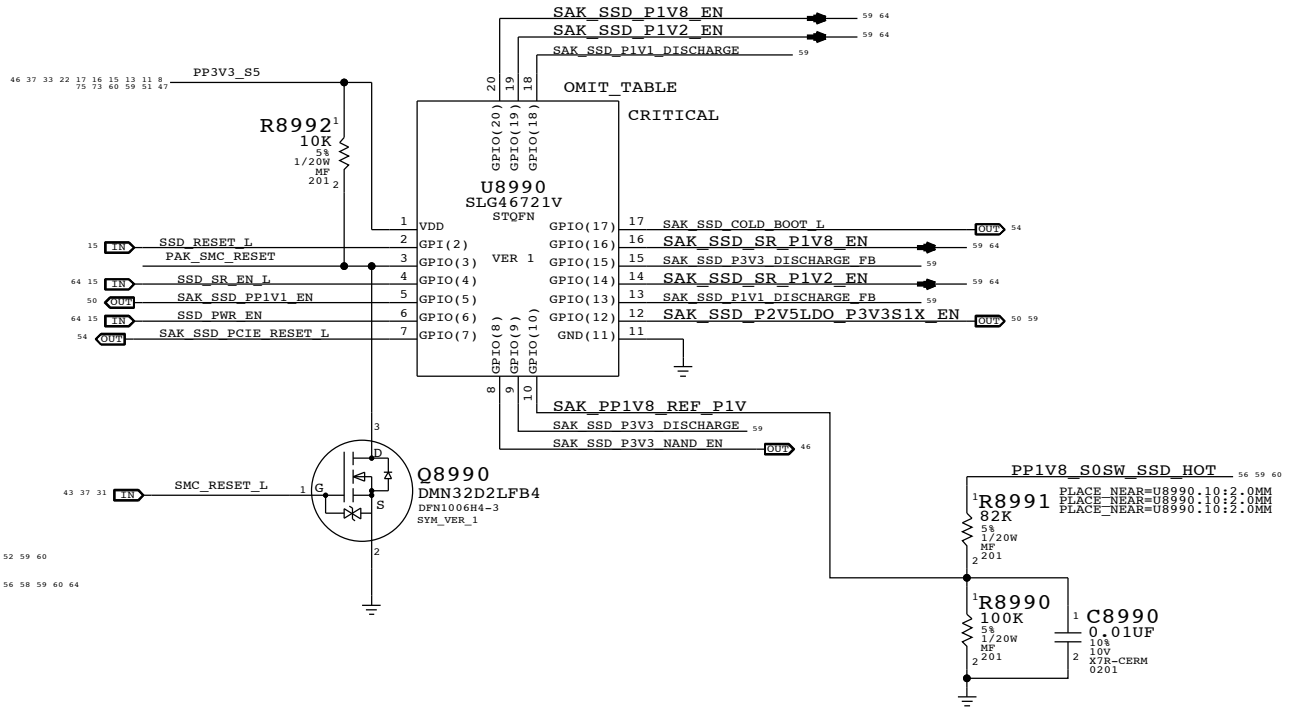 SAK_SSD_P1V8_EN 59 64
SAK_SSD_P1V2_EN 59 64
SAK_SSD_P1V1_DISCHARGE 59
PP3V3_S5
46 37 33 22 17 16 15 13 11 8
75 73 60 59 51 47
20 19 18
OMIT_TABLE
CRITICAL
GPIO(20) GPIO(19) GPIO(18)
R8992 1
10K
5%
1/20W
MF
201 2
U8990
SLG46721V
STQFN
VER 1
1 VDD
15 IN SSD_RESET_L 2 GPI(2)
PAK_SMC_RESET 3 GPIO(3)
64 15 IN SSD_SR_EN_L 4 GPIO(4)
50 OUT SAK_SSD_PP1V1_EN 5 GPIO(5)
64 15 IN SSD_PWR_EN 6 GPIO(6)
54 OUT SAK_SSD_PCIE_RESET_L 7 GPIO(7)
GPIO(17) 17 SAK_SSD_COLD_BOOT_L OUT 54
GPIO(16) 16 SAK_SSD_SR_P1V8_EN 59 64
GPIO(15) 15 SAK_SSD_P3V3_DISCHARGE_FB 59
GPIO(14) 14 SAK_SSD_SR_P1V2_EN 59 64
GPIO(13) 13 SAK_SSD_P1V1_DISCHARGE_FB 59
GPIO(12) 12 SAK_SSD_P2V5LDO_P3V3S1X_EN OUT 50 59
GND(11) 11
GPIO(8) GPIO(9) GPIO(10)
8 9 10
SAK_PP1V8_REF_P1V
SAK_SSD_P3V3_DISCHARGE 59
SAK_SSD_P3V3_NAND_EN OUT 46
3
D
43 37 31 IN SMC_RESET_L 1 G
S
2
Q8990
DMN32D2LFB4
DFN1006H4-3
SYM_VER_1
PP1V8_S0SW_SSD_HOT 56 59 60
PLACE_NEAR=U8990.10:2.0MM
PLACE_NEAR=U8990.10:2.0MM
PLACE_NEAR=U8990.10:2.0MM
1 R8991
82K
5%
1/20W
MF
2 201
52 59 60
56 58 59 60 64
1 R8990
100K
5%
1/20W
MF
2 201
1 C8990
0.01UF
10%
10V
2 X7R-CERM
0201